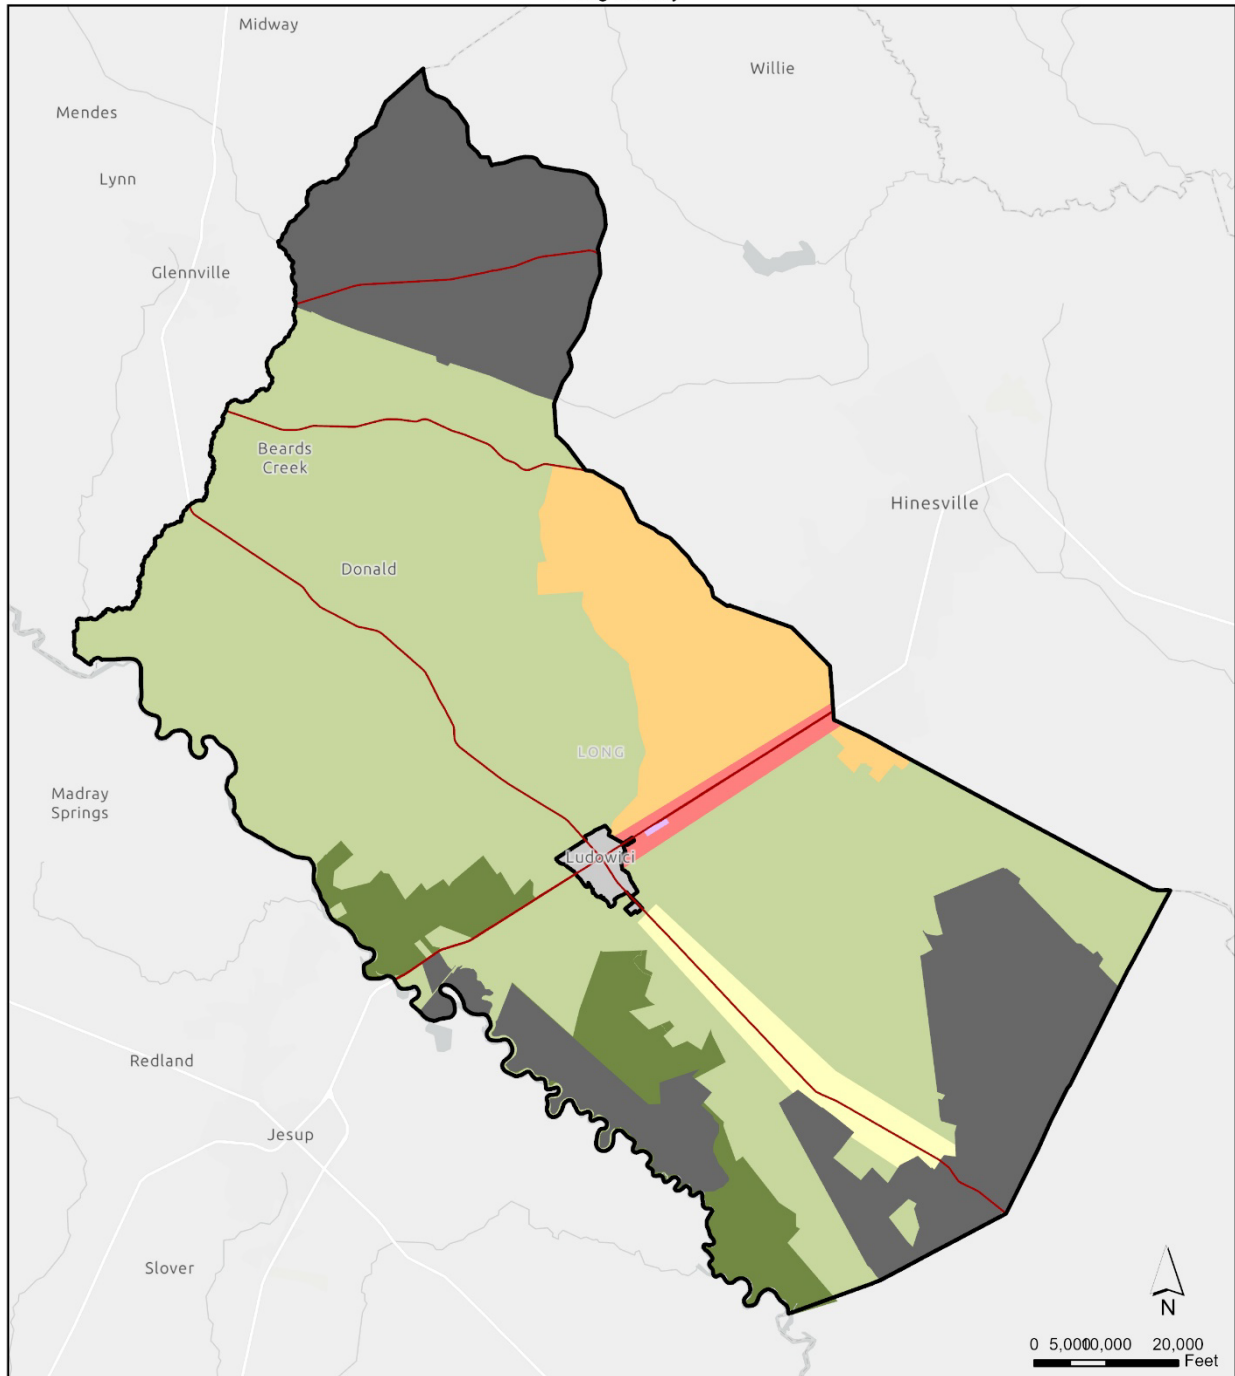 Midway
Willie
Mendes
Lynn
Glennville
Beards
Creek
Hinesville
Donald
LONG
Madray
Springs
Ludowici
Redland
Jesup
Slover
N
0 5,000 10,000 20,000
Feet